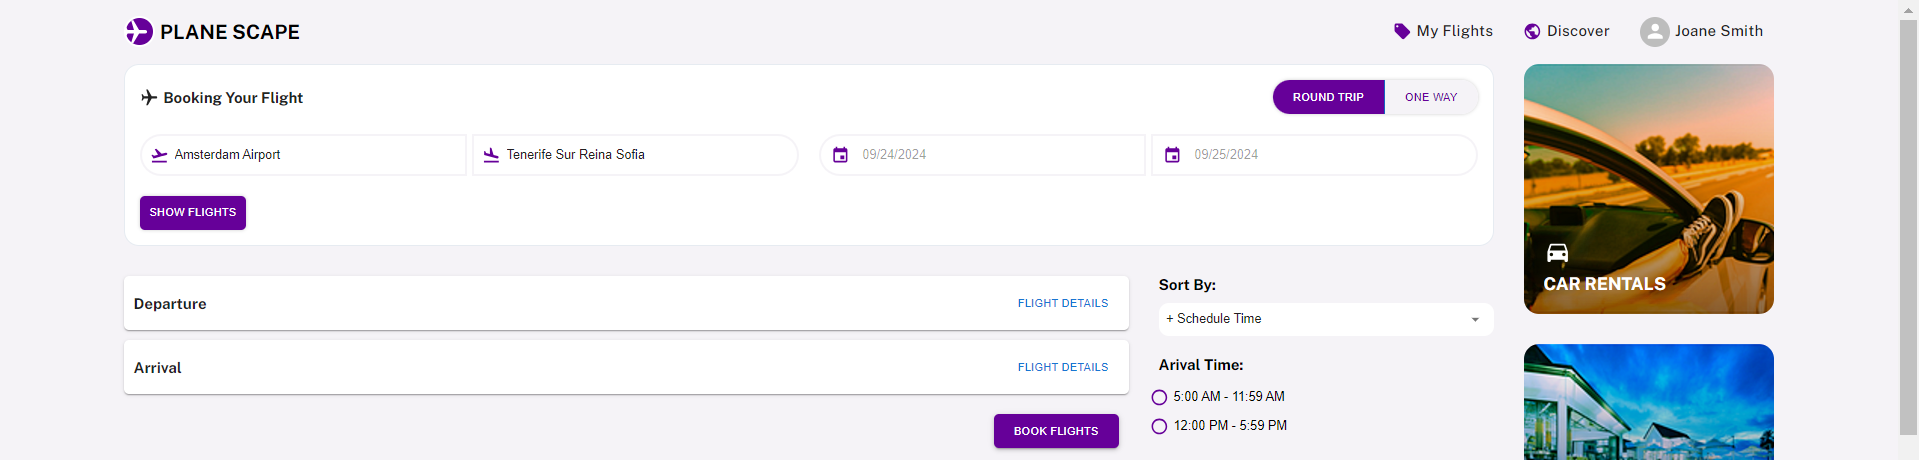 PLANE SCAPE
My Flights
Discover
Joane Smith
Booking Your Flight
ROUND TRIP
ONE WAY
Amsterdam Airport
Tenerife Sur Reina Sofia
09/24/2024
09/25/2024
SHOW FLIGHTS
CAR RENTALS
Departure
FLIGHT DETAILS
Arrival
FLIGHT DETAILS
BOOK FLIGHTS
Sort By:
+ Schedule Time
Arival Time:
5:00 AM - 11:59 AM
12:00 PM - 5:59 PM